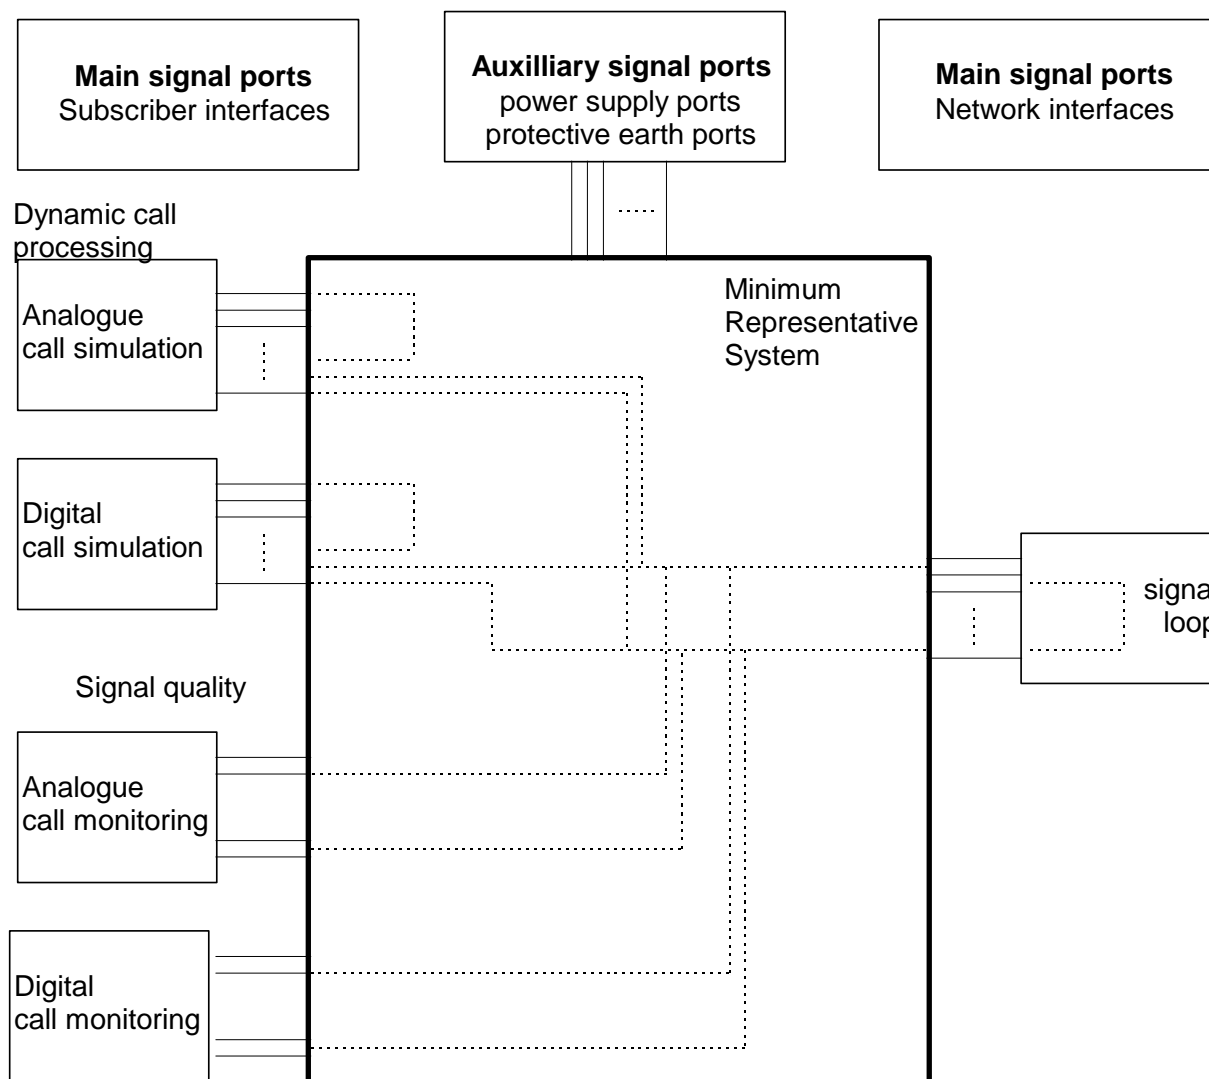 Main signal ports
Subscriber interfaces
Auxilliary signal ports
power supply ports
protective earth ports
Main signal ports
Network interfaces
Dynamic call
processing
Analogue
call simulation
Minimum
Representative
System
Digital
call simulation
signa
loop
Signal quality
Analogue
call monitoring
Digital
call monitoring